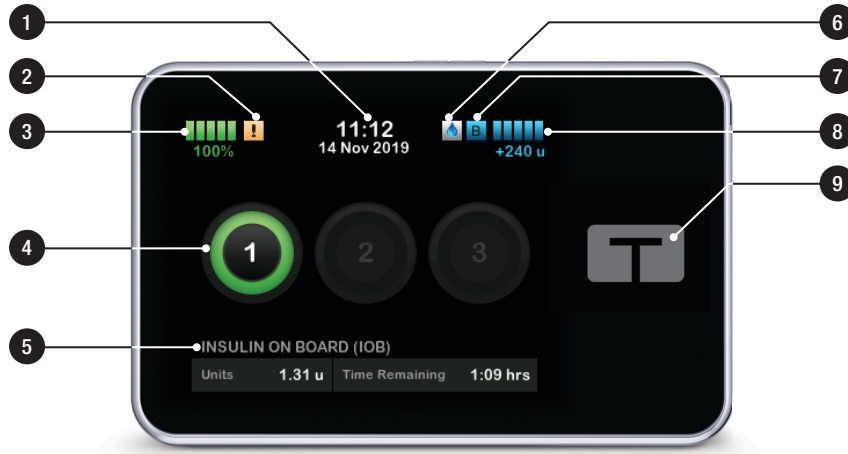 1
2
3
4
5
6
7
8
9
100%
!
11:12
14 Nov 2019
B
+240 u
1
2
3
INSULIN ON BOARD (IOB)
Units 1.31 u Time Remaining 1:09 hrs
T